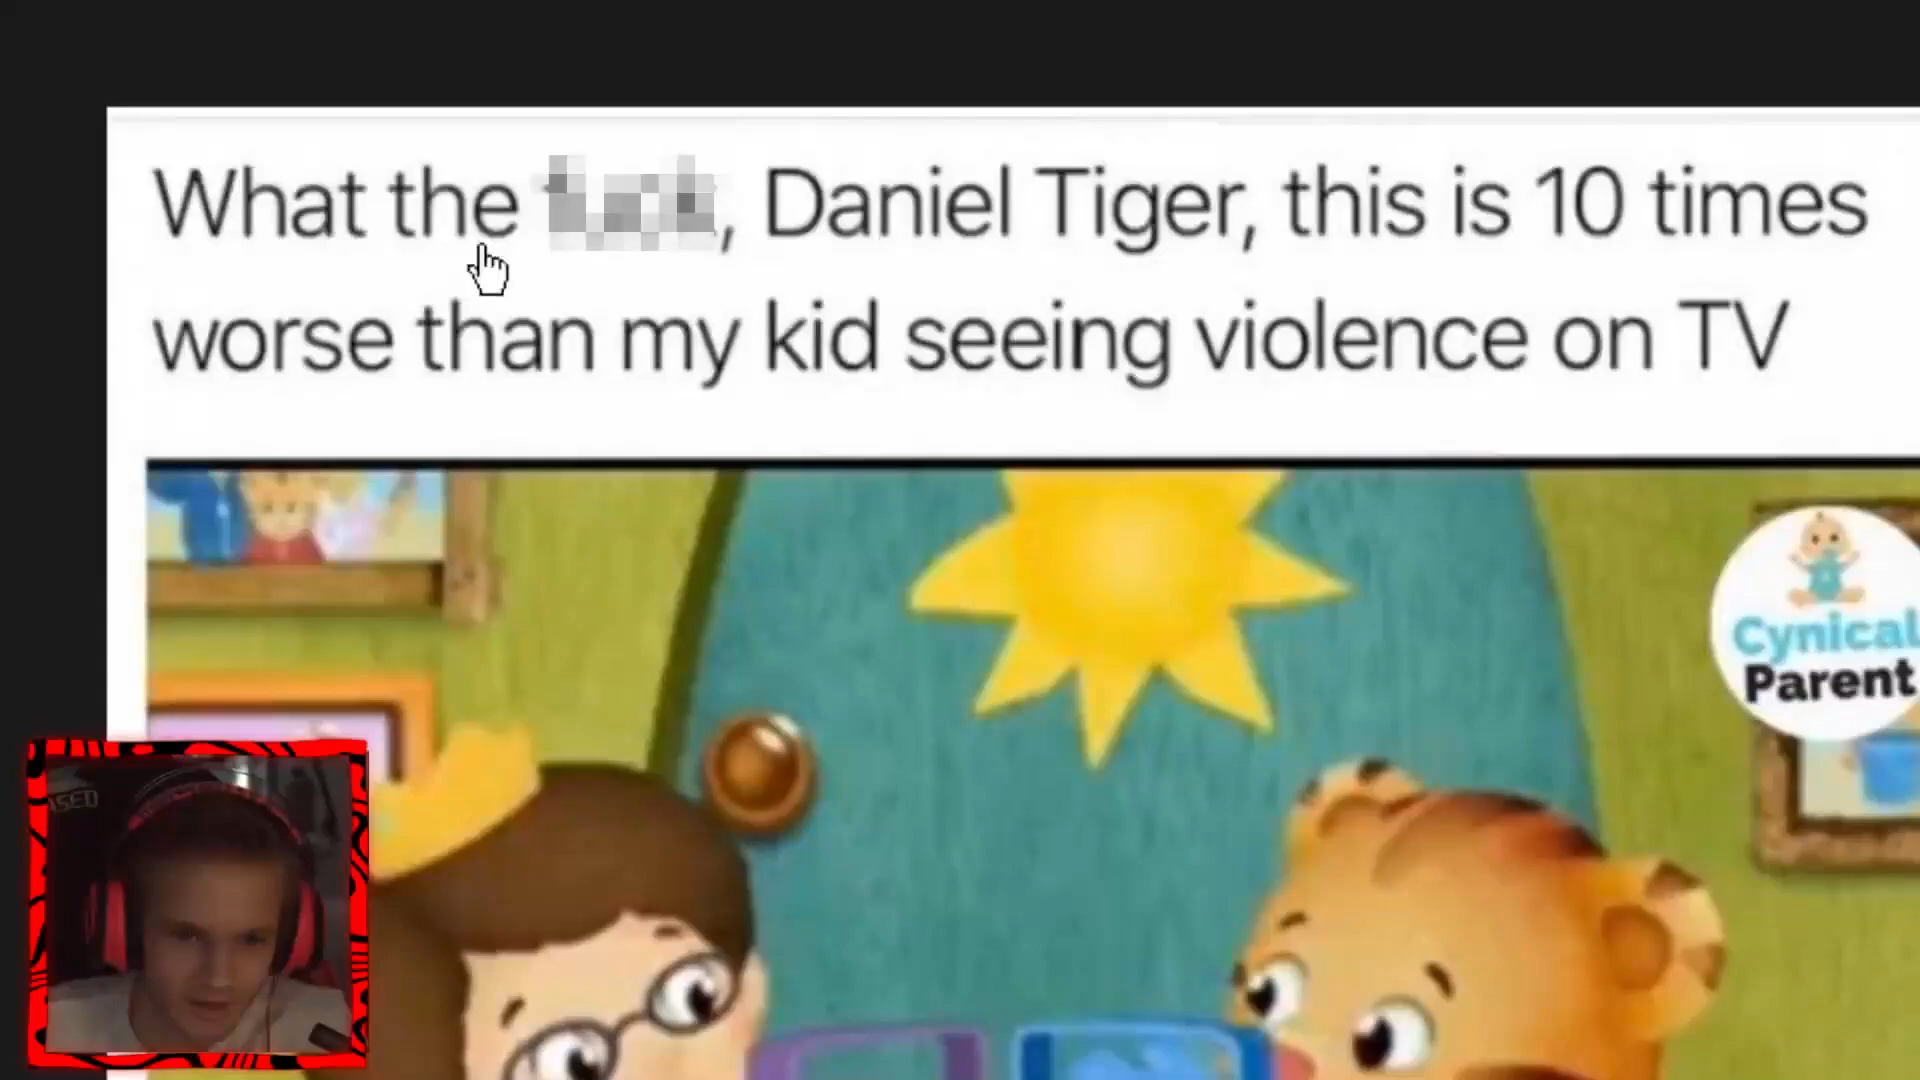 What the , Daniel Tiger, this is 10 times
worse than my kid seeing violence on TV
Cynical
Parent